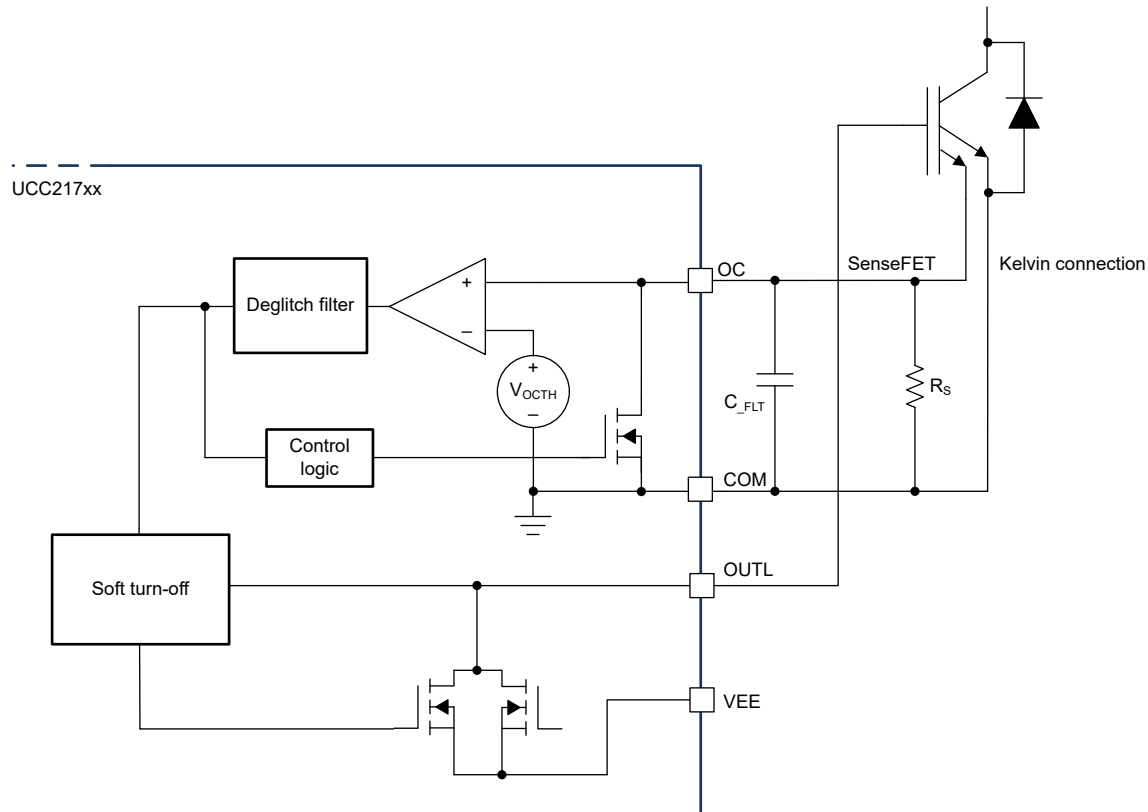 UCC217xx
OC
SenseFET
Kelvin connection
Deglitch filter
+
–
+
V_OCTH
–
C_FLT
R_S
Control
logic
COM
Soft turn-off
OUTL
VEE